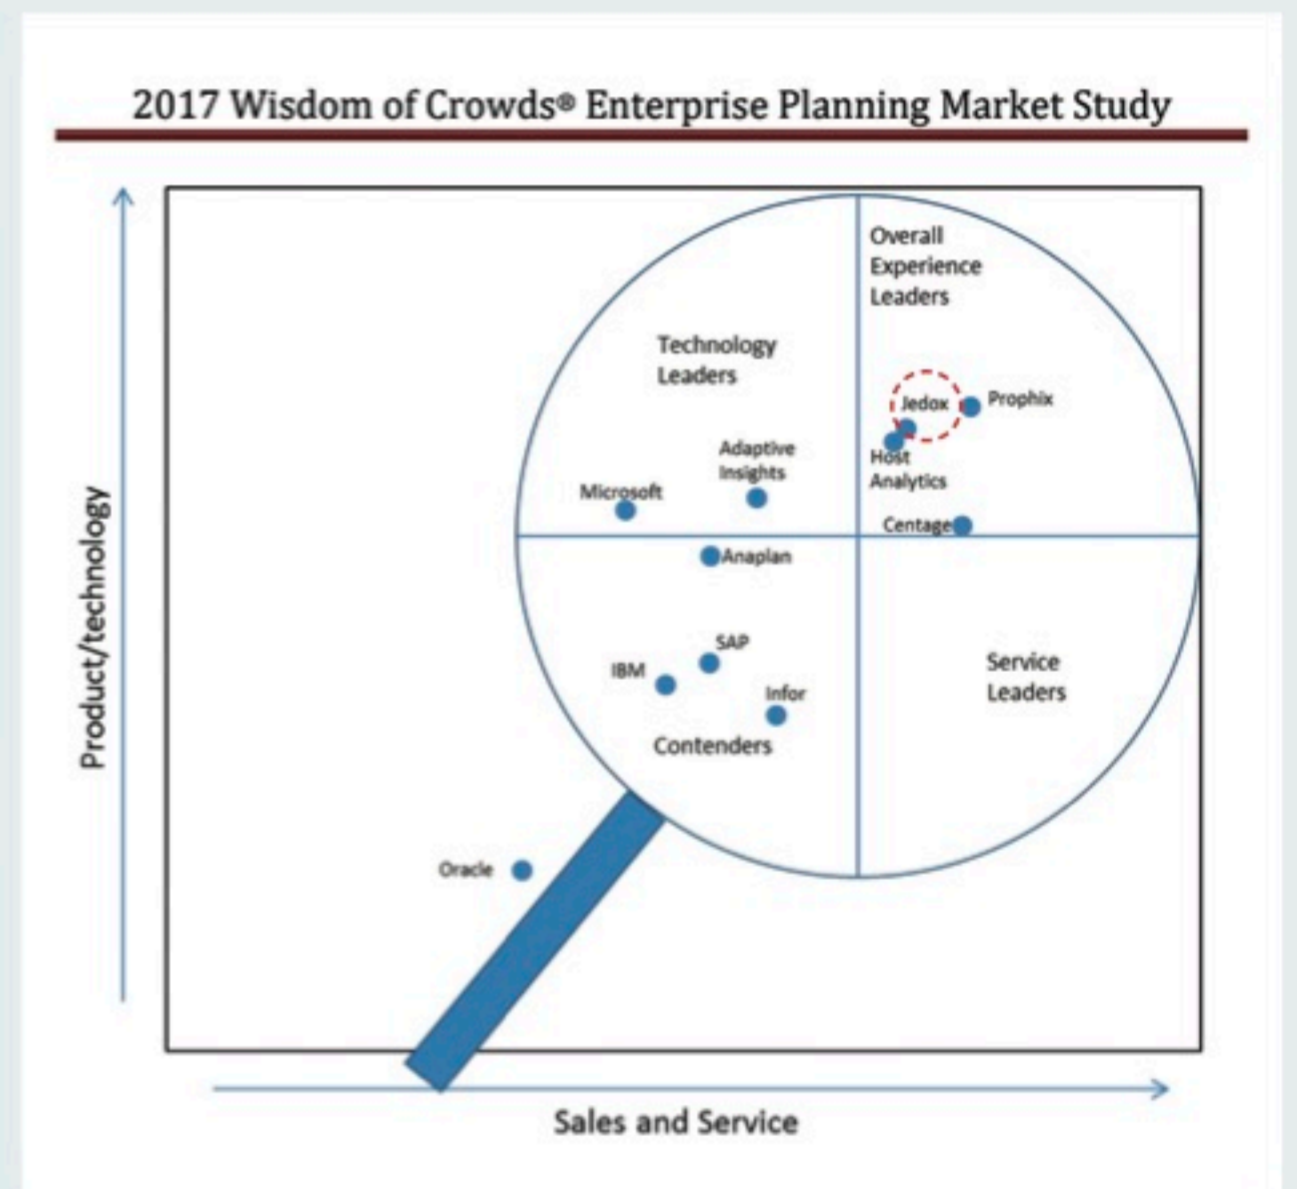 2017 Wisdom of Crowds® Enterprise Planning Market Study
Overall
Experience
Leaders
Technology
Leaders
Jedox
Prophix
Host
Analytics
Adaptive
Insights
Microsoft
Centage
Anaplan
SAP
IBM
Infor
Contenders
Service
Leaders
Oracle
Product/technology
Sales and Service